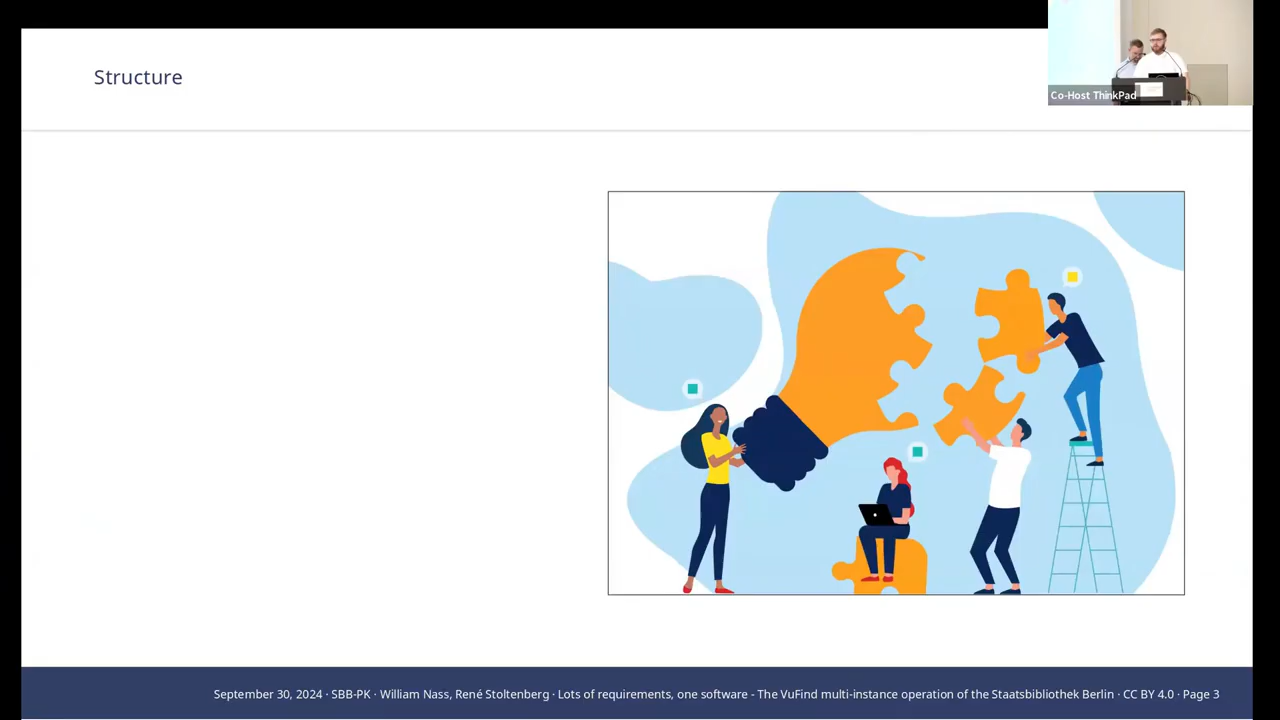 Structure
Co-Host ThinkPad
September 30, 2024 · SBB-PK · William Nass, René Stoltenberg · Lots of requirements, one software - The VuFind multi-instance operation of the Staatsbibliothek Berlin · CC BY 4.0 · Page 3